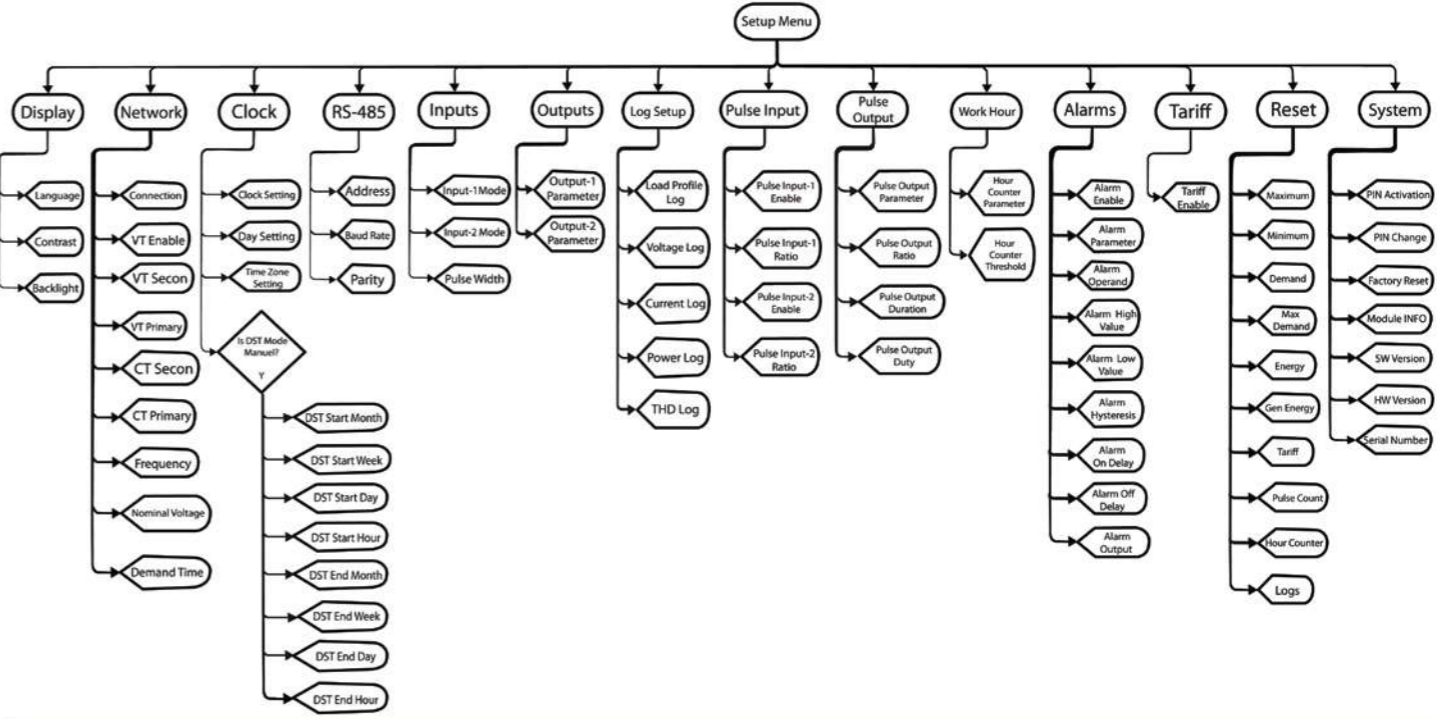 Setup Menu
Display
Network
Clock
RS-485
Inputs
Outputs
Log Setup
Pulse Input
Pulse
Output
Work Hour
Alarms
Tariff
Reset
System
Language
Contrast
Backlight
Connection
VT Enable
VT Secon
VT Primary
CT Secon
CT Primary
Frequency
Nominal Voltage
Demand Time
Clock Setting
Day Setting
Time Zone
Setting
Is DST Mode
Manuel?
Y
DST Start Month
DST Start Week
DST Start Day
DST Start Hour
DST End Month
DST End Week
DST End Day
DST End Hour
Address
Baud Rate
Parity
Input-1 Mode
Input-2 Mode
Pulse Width
Output-1
Parameter
Output-2
Parameter
Load Profile
Log
Voltage Log
Current Log
Power Log
THD Log
Pulse Input-1
Enable
Pulse Input-1
Ratio
Pulse Input-2
Enable
Pulse Input-2
Ratio
Pulse Output
Parameter
Pulse Output
Ratio
Pulse Output
Duration
Pulse Output
Duty
Hour
Counter
Parameter
Hour
Counter
Threshold
Alarm
Enable
Alarm
Parameter
Alarm
Operand
Alarm High
Value
Alarm Low
Value
Alarm
Hysteresis
Alarm
On Delay
Alarm Off
Delay
Alarm
Output
Tariff
Enable
Maximum
Minimum
Demand
Max
Demand
Energy
Gen Energy
Tariff
Pulse Count
Hour Counter
Logs
PIN Activation
PIN Change
Factory Reset
Module INFO
SW Version
HW Version
Serial Number